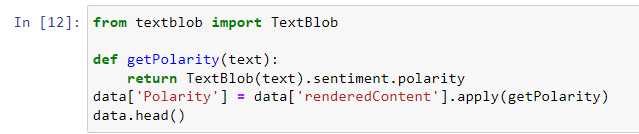 In [12]: from textblob import TextBlob

def getPolarity(text):
    return TextBlob(text).sentiment.polarity
data['Polarity'] = data['renderedContent'].apply(getPolarity)
data.head()